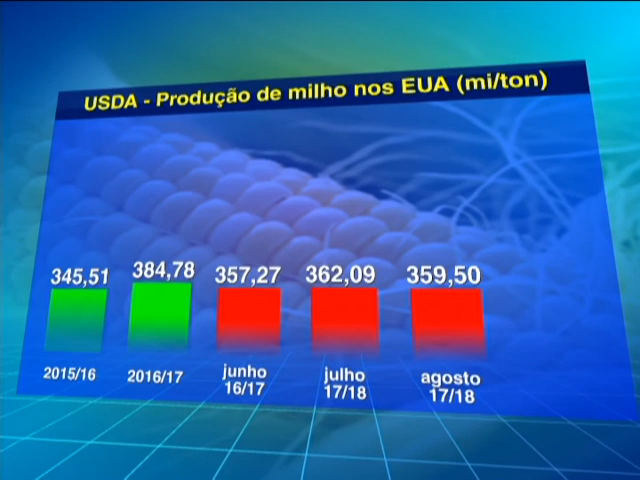 USDA - Produção de milho nos EUA (mi/ton)
345,51
384,78
357,27
362,09
359,50
2015/16
2016/17
junho
16/17
julho
17/18
agosto
17/18